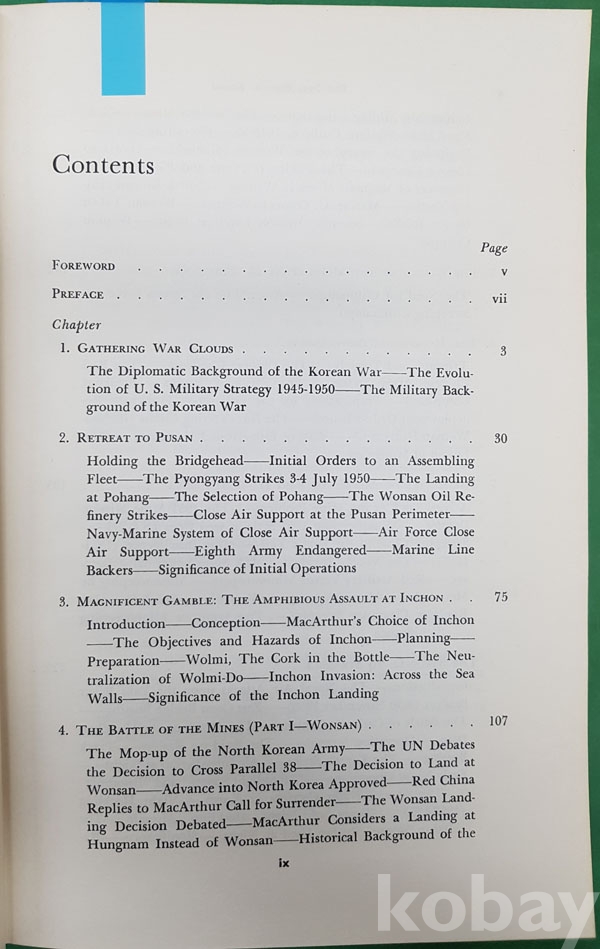 Contents
Page
FOREWORD . . . . . . . . . . . . . . v
PREFACE . . . . . . . . . . . . . . . vii
Chapter
1. GATHERING WAR CLOUDS . . . . . . . . . . . 3
The Diplomatic Background of the Korean War——The Evolu-
tion of U. S. Military Strategy 1945-1950——The Military Back-
ground of the Korean War
2. RETREAT TO PUSAN . . . . . . . . . . . . 30
Holding the Bridgehead——Initial Orders to an Assembling
Fleet——The Pyongyang Strikes 3-4 July 1950——The Landing
at Pohang——The Selection of Pohang——The Wonsan Oil Re-
finery Strikes——Close Air Support at the Pusan Perimeter——
Navy-Marine System of Close Air Support——Air Force Close
Air Support——Eighth Army Endangered——Marine Line
Backers——Significance of Initial Operations
3. MAGNIFICENT GAMBLE: THE AMPHIBIOUS ASSAULT AT INCHON . . 75
Introduction——Conception——MacArthur's Choice of Inchon
——The Objectives and Hazards of Inchon——Planning——
Preparation——Wolmi, The Cork in the Bottle——The Neu-
tralization of Wolmi-Do——Inchon Invasion: Across the Sea
Walls——Significance of the Inchon Landing
4. THE BATTLE OF THE MINES (PART I—WONSAN) . . . . . . 107
The Mop-up of the North Korean Army——The UN Debates
the Decision to Cross Parallel 38——The Decision to Land at
Wonsan——Advance into North Korea Approved——Red China
Replies to MacArthur Call for Surrender——The Wonsan Land-
ing Decision Debated——MacArthur Considers a Landing at
Hungnam Instead of Wonsan——Historical Background of the
ix
kobay